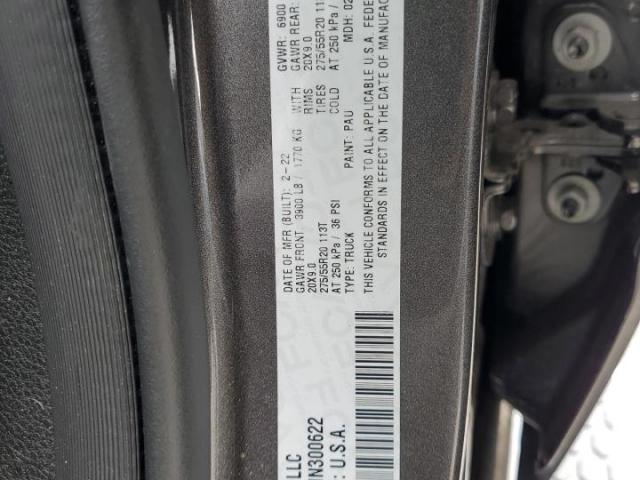 LLC
DATE OF MFR (BUILT): 2-22
GVWR: 6900
GAWR FRONT 3900 LB / 1770 KG WITH
GAWR REAR:
20X9.0 RIMS
20X9.0
275/55R20 113T TIRES
275/55R20 11
AT 250 kPa / 36 PSI COLD
AT 250 kPa /
TYPE: TRUCK PAINT: PAU MDH: 02
THIS VEHICLE CONFORMS TO ALL APPLICABLE U.S.A. FEDE
STANDARDS IN EFFECT ON THE DATE OF MANUFAC
N300622
: U.S.A.